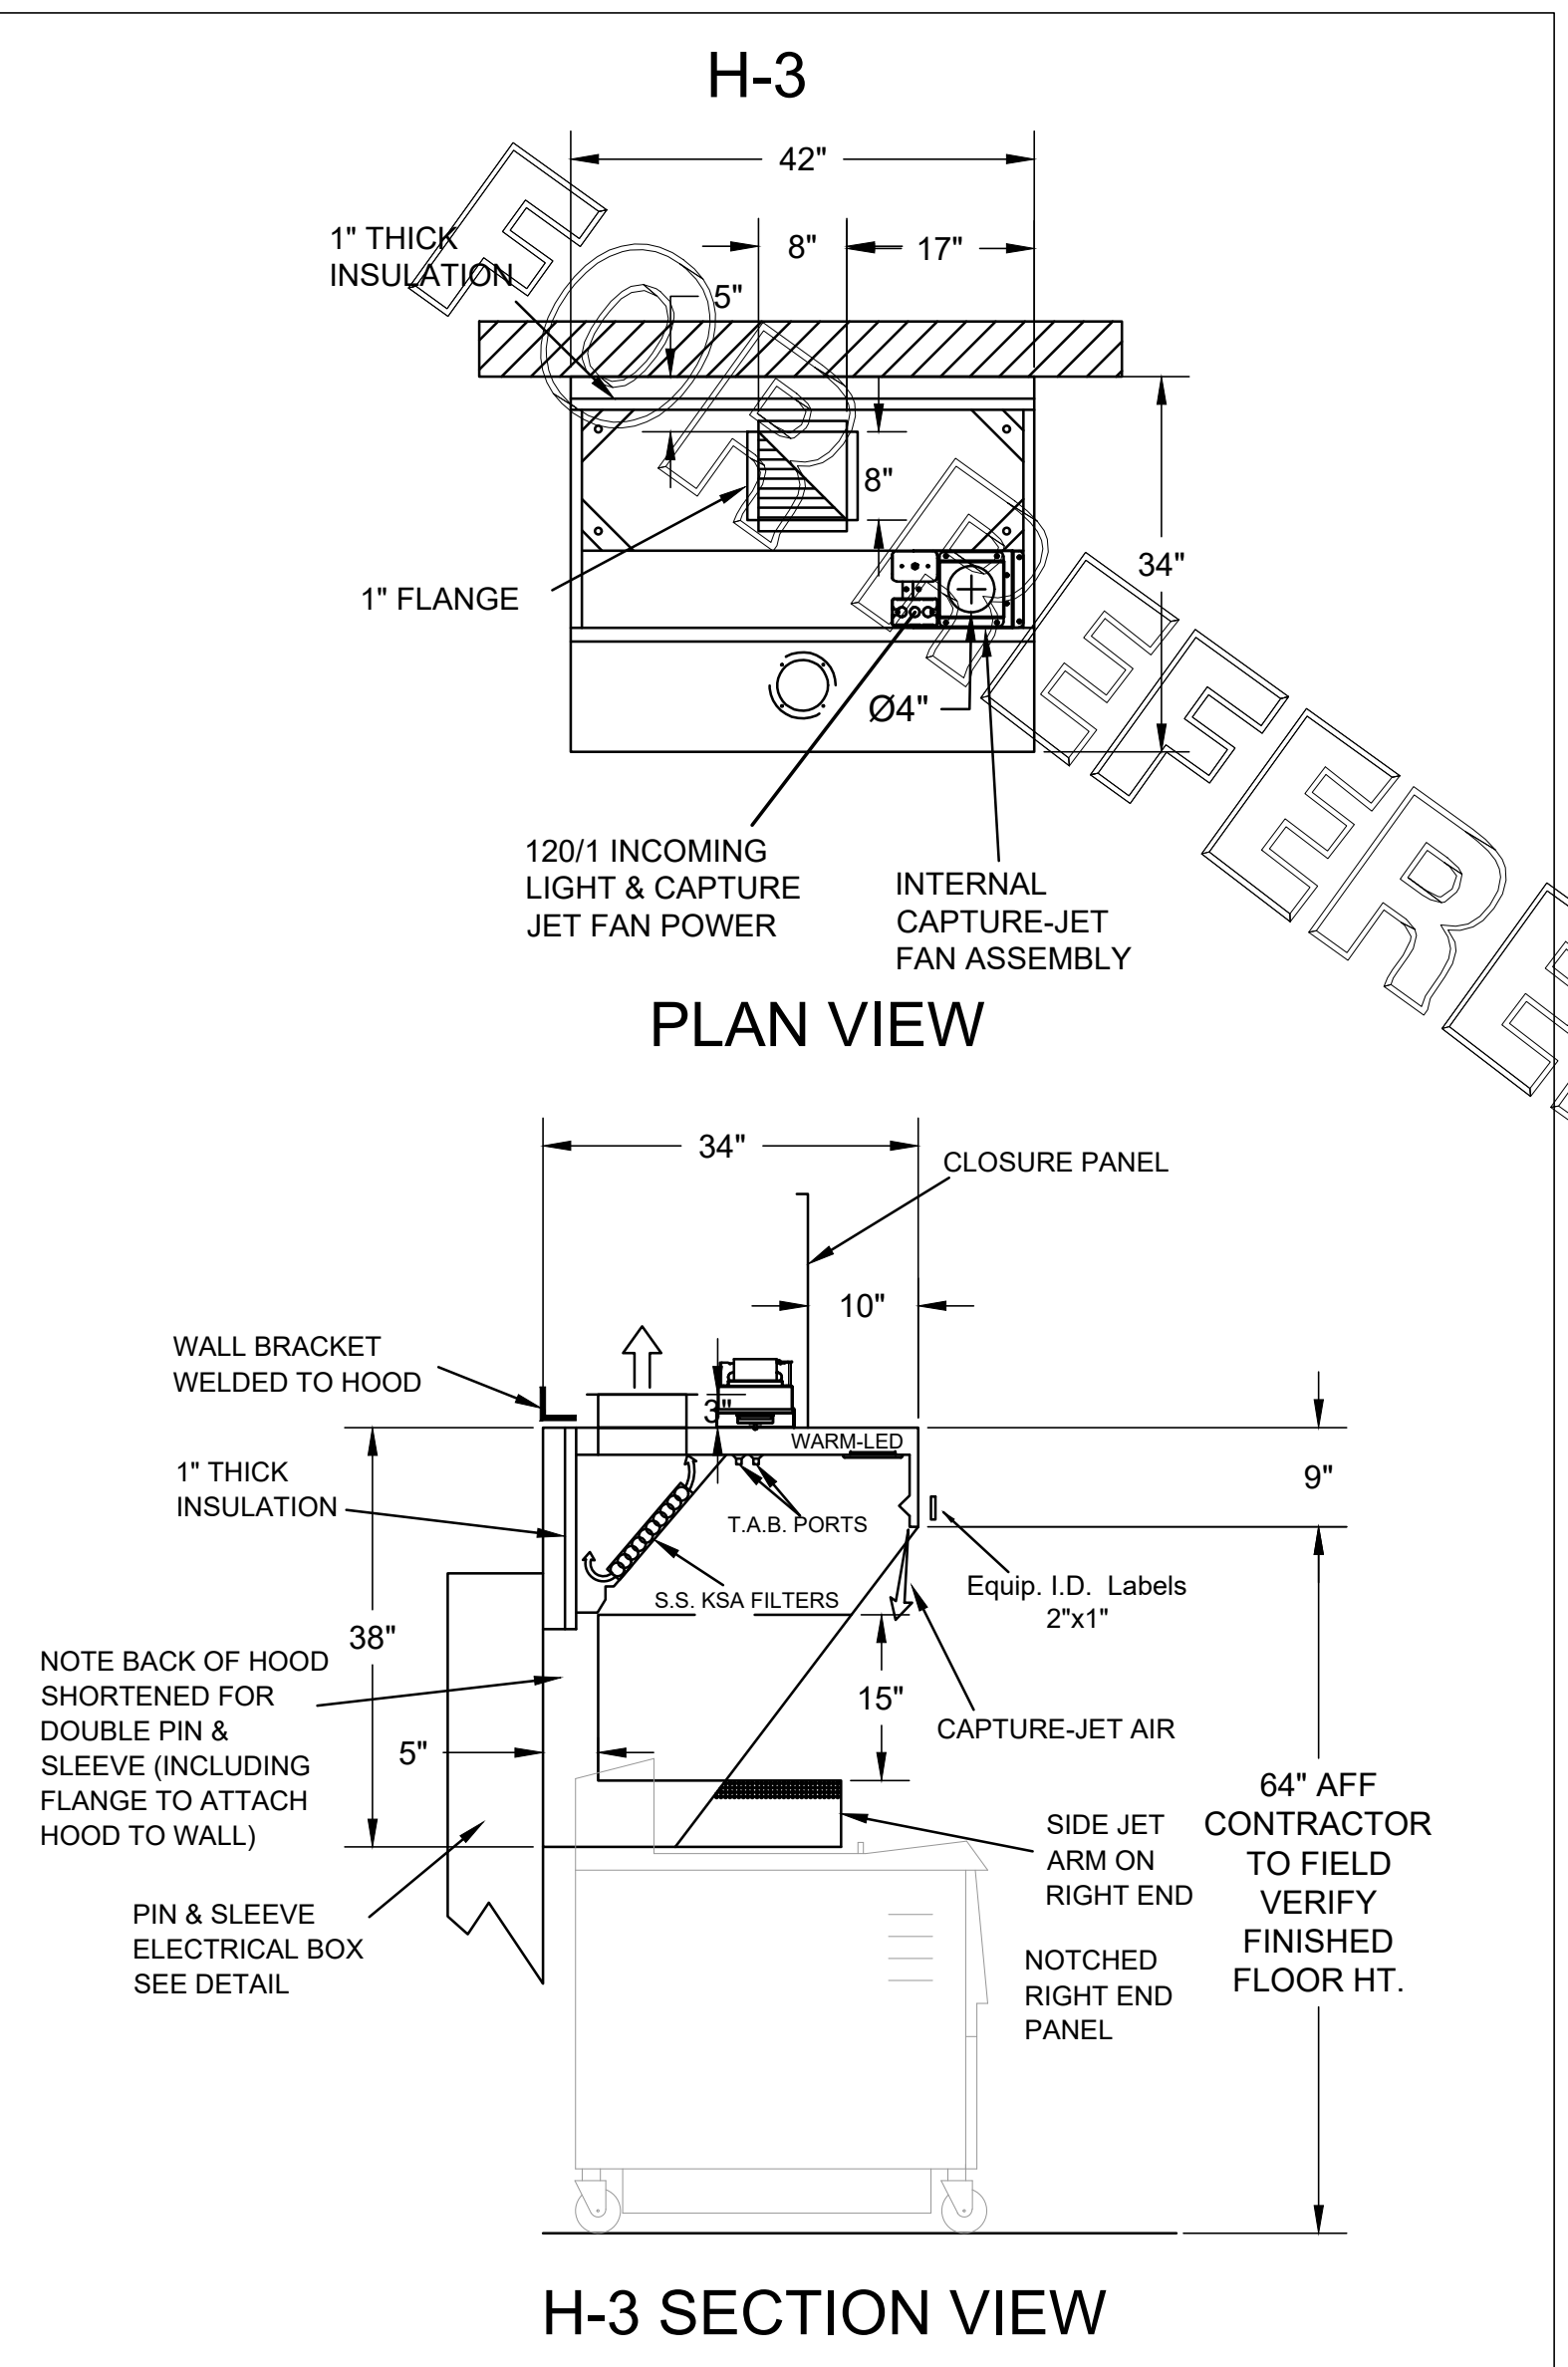 H-3
42"
8"
17"
1" THICK
INSULATION
5"
8"
34"
1" FLANGE
Ø4"
120/1 INCOMING
LIGHT & CAPTURE
JET FAN POWER
INTERNAL
CAPTURE-JET
FAN ASSEMBLY
PLAN VIEW
FOR REFERE
34"
CLOSURE PANEL
10"
WALL BRACKET
WELDED TO HOOD
3"
WARM-LED
9"
1" THICK
INSULATION
T.A.B. PORTS
Equip. I.D. Labels
2"x1"
S.S. KSA FILTERS
38"
NOTE BACK OF HOOD
SHORTENED FOR
DOUBLE PIN &
SLEEVE (INCLUDING
FLANGE TO ATTACH
HOOD TO WALL)
15"
CAPTURE-JET AIR
5"
64" AFF
CONTRACTOR
TO FIELD
VERIFY
FINISHED
FLOOR HT.
SIDE JET
ARM ON
RIGHT END
PIN & SLEEVE
ELECTRICAL BOX
SEE DETAIL
NOTCHED
RIGHT END
PANEL
H-3 SECTION VIEW